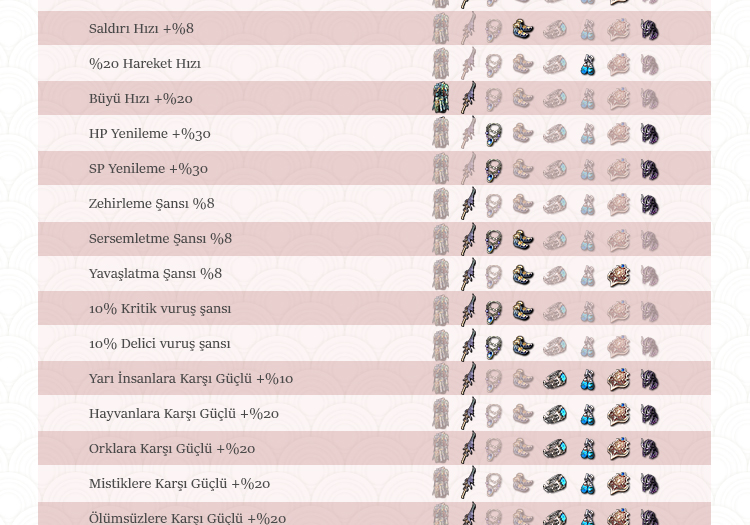 Saldırı Hızı +%8
%20 Hareket Hızı
Büyü Hızı +%20
HP Yenileme +%30
SP Yenileme +%30
Zehirleme Şansı %8
Sersemletme Şansı %8
Yavaşlatma Şansı %8
10% Kritik vuruş şansı
10% Delici vuruş şansı
Yarı İnsanlara Karşı Güçlü +%10
Hayvanlara Karşı Güçlü +%20
Orklara Karşı Güçlü +%20
Mistiklere Karşı Güçlü +%20
Ölümsüzlere Karşı Güçlü +%20